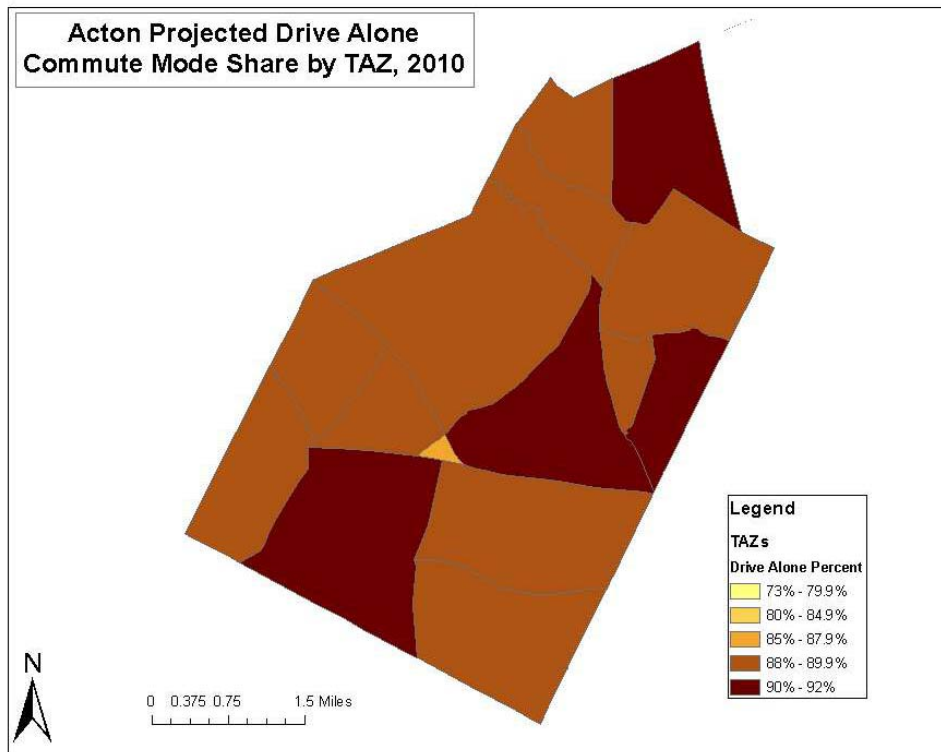 Acton Projected Drive Alone
Commute Mode Share by TAZ, 2010
Legend
TAZs
Drive Alone Percent
73% - 79.9%
80% - 84.9%
85% - 87.9%
88% - 89.9%
90% - 92%
N
0 0.375 0.75 1.5 Miles